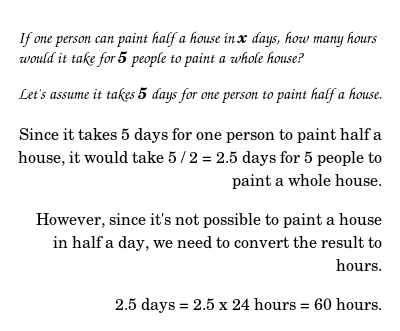 If one person can paint half a house in x days, how many hours
would it take for 5 people to paint a whole house?
Let's assume it takes 5 days for one person to paint half a house.
Since it takes 5 days for one person to paint half a
house, it would take 5 / 2 = 2.5 days for 5 people to
paint a whole house.
However, since it's not possible to paint a house
in half a day, we need to convert the result to
hours.
2.5 days = 2.5 x 24 hours = 60 hours.